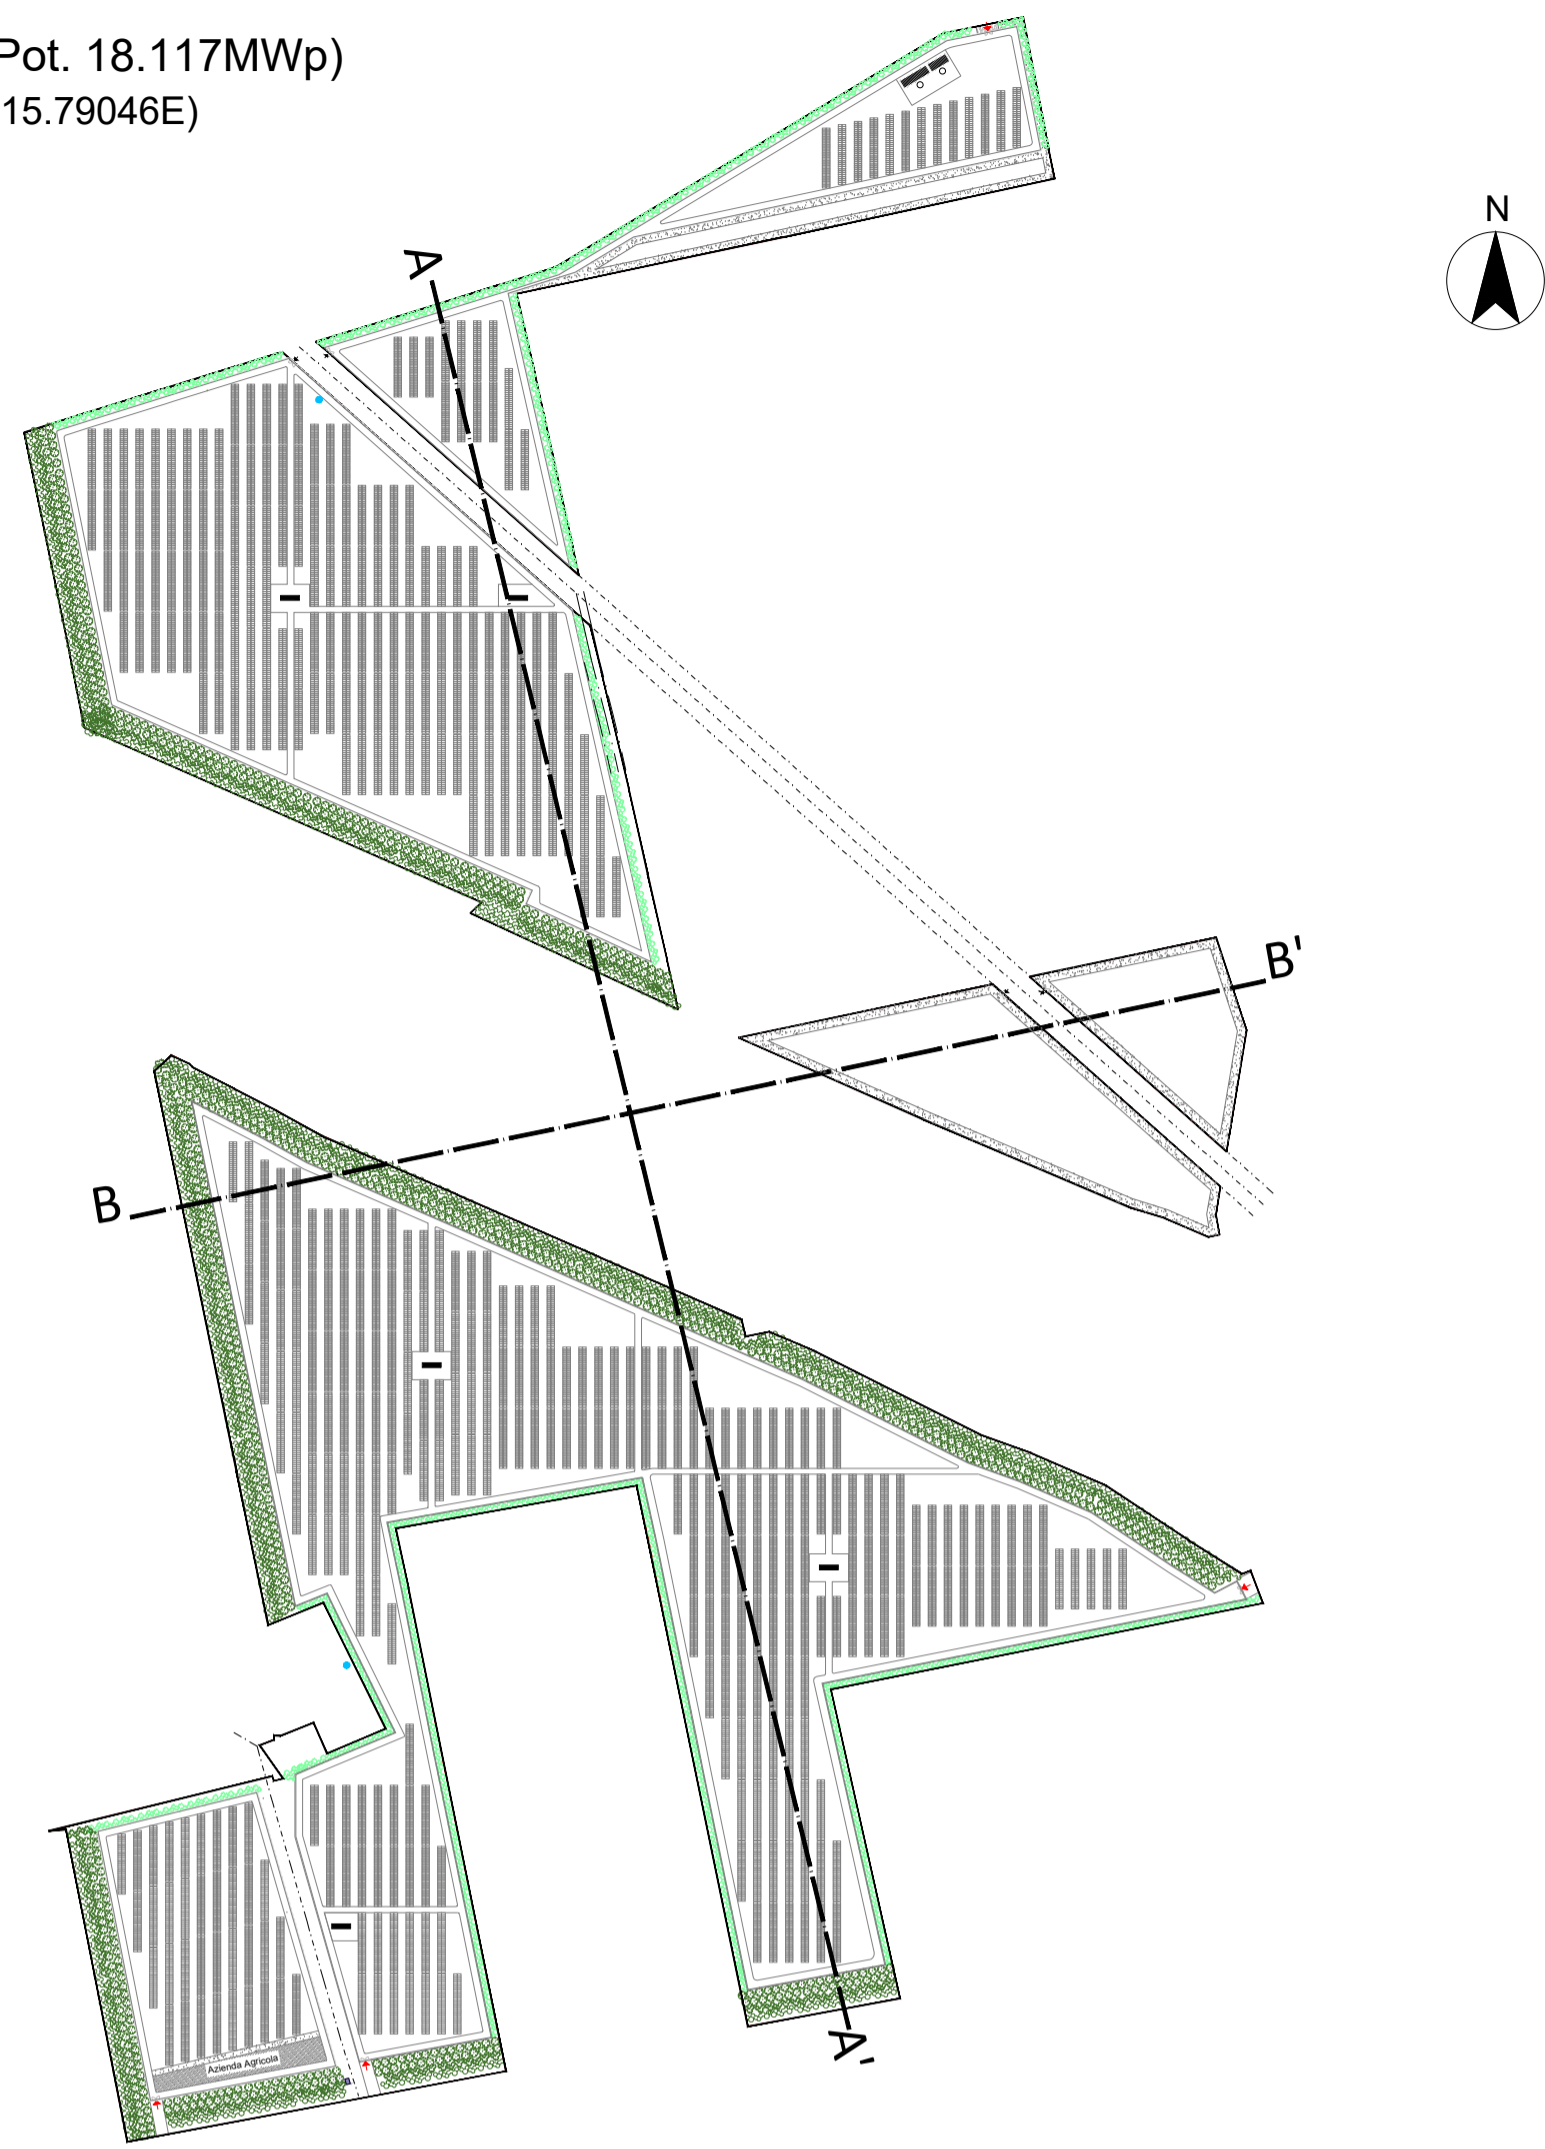 Pot. 18.117MWp)
15.79046E)
N
A
B'
B
A'
Azienda Agricola